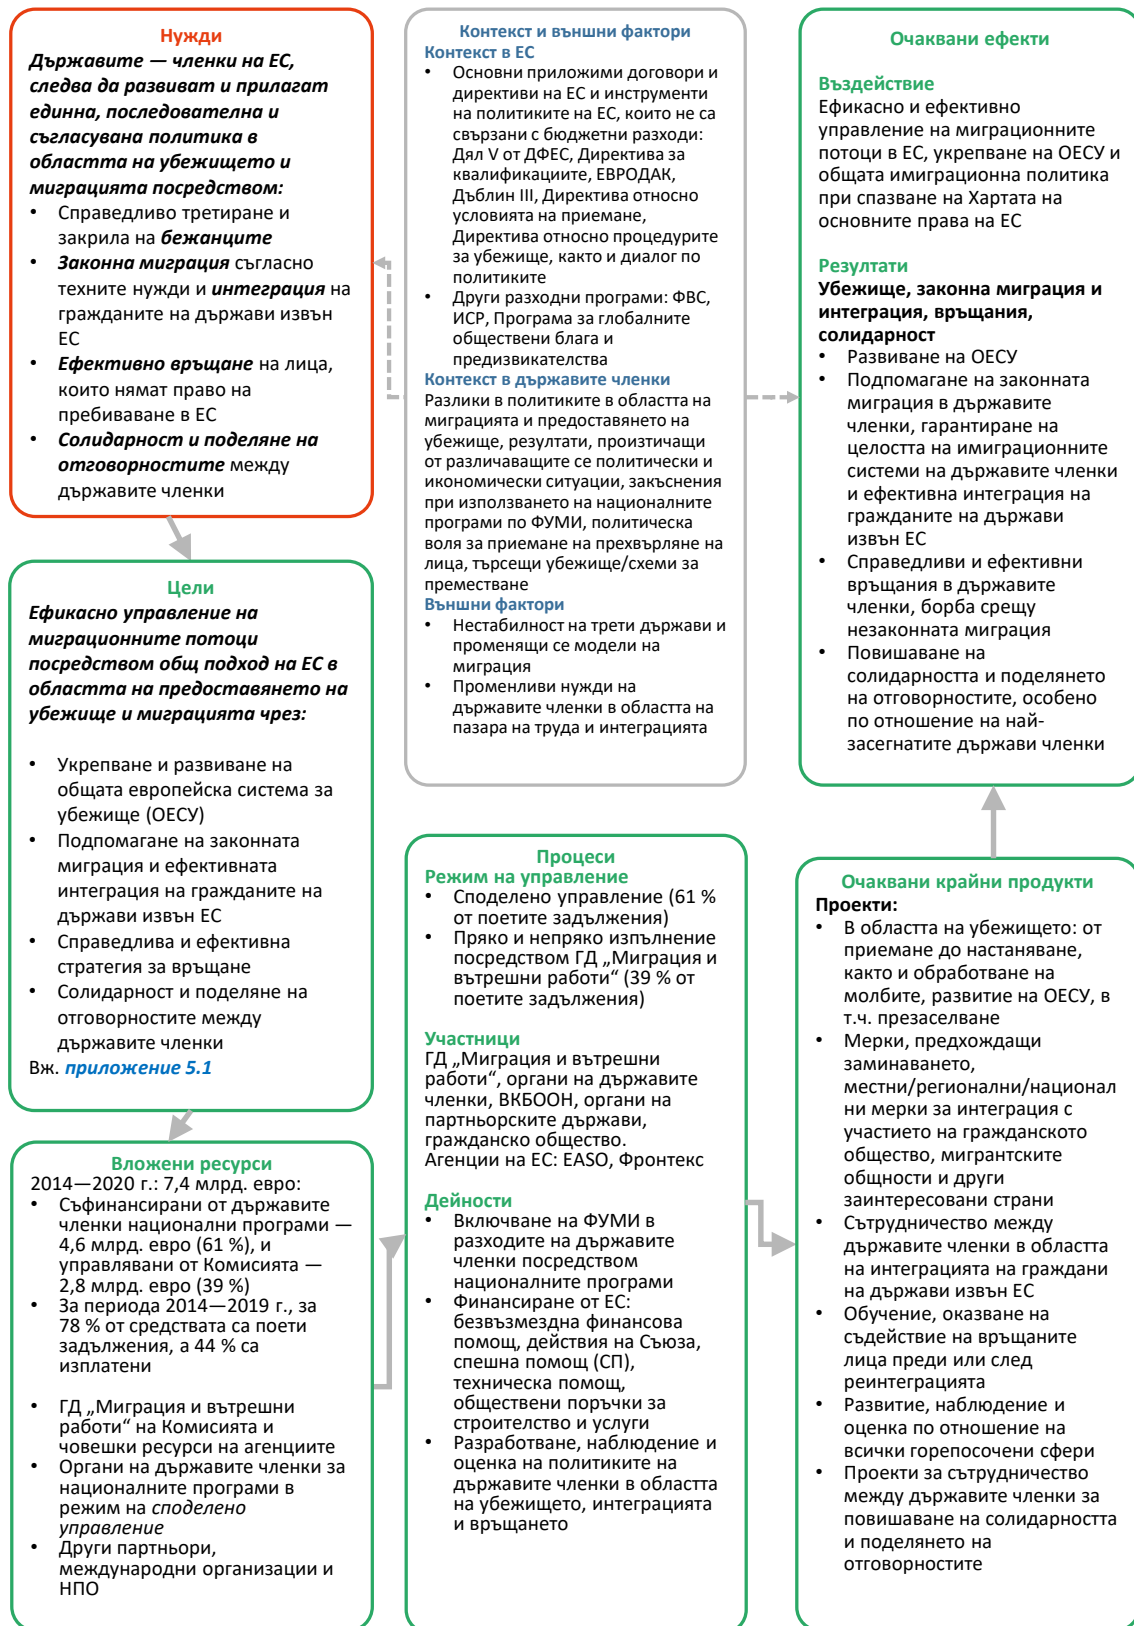 Нужди
Държавите — членки на ЕС,
следва да развиват и прилагат
единна, последователна и
съгласувана политика в
областта на убежището и
миграцията посредством:
• Справедливо третиране и
закрила на бежанците
• Законна миграция съгласно
техните нужди и интеграция на
гражданите на държави извън
ЕС
• Ефективно връщане на лица,
които нямат право на
пребиваване в ЕС
• Солидарност и поделяне на
отговорностите между
държавите членки
Цели
Ефикасно управление на
миграционните потоци
посредством общ подход на ЕС в
областта на предоставянето на
убежище и миграцията чрез:
• Укрепване и развиване на
общата европейска система за
убежище (ОЕСУ)
• Подпомагане на законната
миграция и ефективната
интеграция на гражданите на
държави извън ЕС
• Справедлива и ефективна
стратегия за връщане
• Солидарност и поделяне на
отговорностите между
държавите членки
Вж. приложение 5.1
Вложени ресурси
2014—2020 г.: 7,4 млрд. евро:
• Съфинансирани от държавите
членки национални програми —
4,6 млрд. евро (61 %), и
управлявани от Комисията —
2,8 млрд. евро (39 %)
• За периода 2014—2019 г., за
78 % от средствата са поети
задължения, а 44 % са
изплатени
• ГД „Миграция и вътрешни
работи“ на Комисията и
човешки ресурси на агенциите
• Органи на държавите членки за
националните програми в
режим на споделено
управление
• Други партньори,
международни организации и
НПО
Контекст и външни фактори
Контекст в ЕС
• Основни приложими договори и
директиви на ЕС и инструменти
на политиките на ЕС, които не са
свързани с бюджетни разходи:
Дял V от ДФЕС, Директива за
квалификациите, ЕВРОДАК,
Дъблин III, Директива относно
условията на приемане,
Директива относно процедурите
за убежище, както и диалог по
политиките
• Други разходни програми: ФВС,
ИСР, Програма за глобалните
обществени блага и
предизвикателства
Контекст в държавите членки
Разлики в политиките в областта на
миграцията и предоставянето на
убежище, резултати, произтичащи
от различаващите се политически и
икономически ситуации, закъснения
при използването на националните
програми по ФУМИ, политическа
воля за приемане на прехвърляне на
лица, търсещи убежище/схеми за
преместване
Външни фактори
• Нестабилност на трети държави и
променящи се модели на
миграция
• Променливи нужди на
държавите членки в областта на
пазара на труда и интеграцията
Процеси
Режим на управление
• Споделено управление (61 %
от поетите задължения)
• Пряко и непряко изпълнение
посредством ГД „Миграция и
вътрешни работи“ (39 % от
поетите задължения)
Участници
ГД „Миграция и вътрешни
работи“, органи на държавите
членки, ВКБООН, органи на
партньорските държави,
гражданско общество.
Агенции на ЕС: EASO, Фронтекс
Дейности
• Включване на ФУМИ в
разходите на държавите
членки посредством
националните програми
• Финансиране от ЕС:
безвъзмездна финансова
помощ, действия на Съюза,
спешна помощ (СП),
техническа помощ,
обществени поръчки за
строителство и услуги
• Разработване, наблюдение и
оценка на политиките на
държавите членки в областта
на убежището, интеграцията
и връщането
Очаквани ефекти
Въздействие
Ефикасно и ефективно
управление на миграционните
потоци в ЕС, укрепване на ОЕСУ и
общата имиграционна политика
при спазване на Хартата на
основните права на ЕС
Резултати
Убежище, законна миграция и
интеграция, връщания,
солидарност
• Развиване на ОЕСУ
• Подпомагане на законната
миграция в държавите
членки, гарантиране на
целостта на имиграционните
системи на държавите членки
и ефективна интеграция на
гражданите на държави
извън ЕС
• Справедливи и ефективни
връщания в държавите
членки, борба срещу
незаконната миграция
• Повишаване на
солидарността и поделянето
на отговорностите, особено
по отношение на най-
засегнатите държави членки
Очаквани крайни продукти
Проекти:
• В областта на убежището: от
приемане до настаняване,
както и обработване на
молбите, развитие на ОЕСУ, в
т.ч. презаселване
• Мерки, предхождащи
заминаването,
местни/регионални/национал
ни мерки за интеграция с
участието на гражданското
общество, мигрантските
общности и други
заинтересовани страни
• Сътрудничество между
държавите членки в областта
на интеграцията на граждани
на държави извън ЕС
• Обучение, оказване на
съдействие на връщаните
лица преди или след
реинтеграцията
• Развитие, наблюдение и
оценка по отношение на
всички горепосочени сфери
• Проекти за сътрудничество
между държавите членки за
повишаване на солидарността
и поделянето на
отговорностите